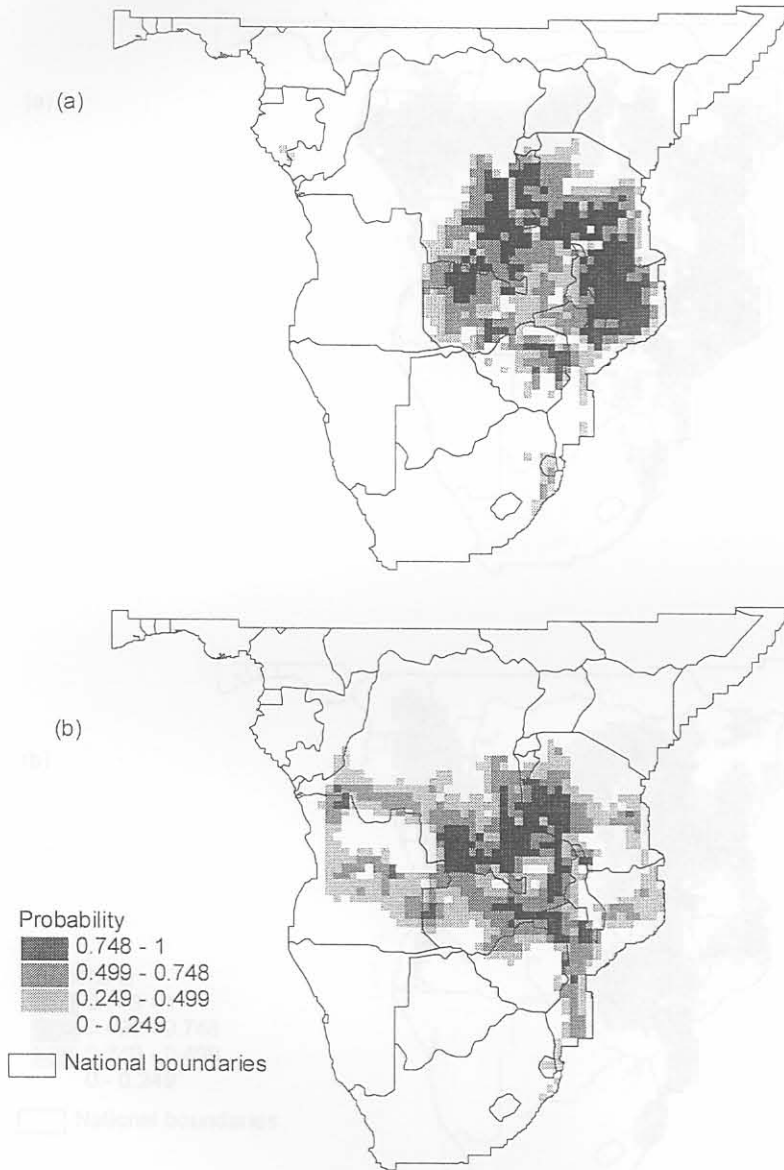 (a)
(b)
Probability
0.748 - 1
0.499 - 0.748
0.249 - 0.499
0 - 0.249
National boundaries